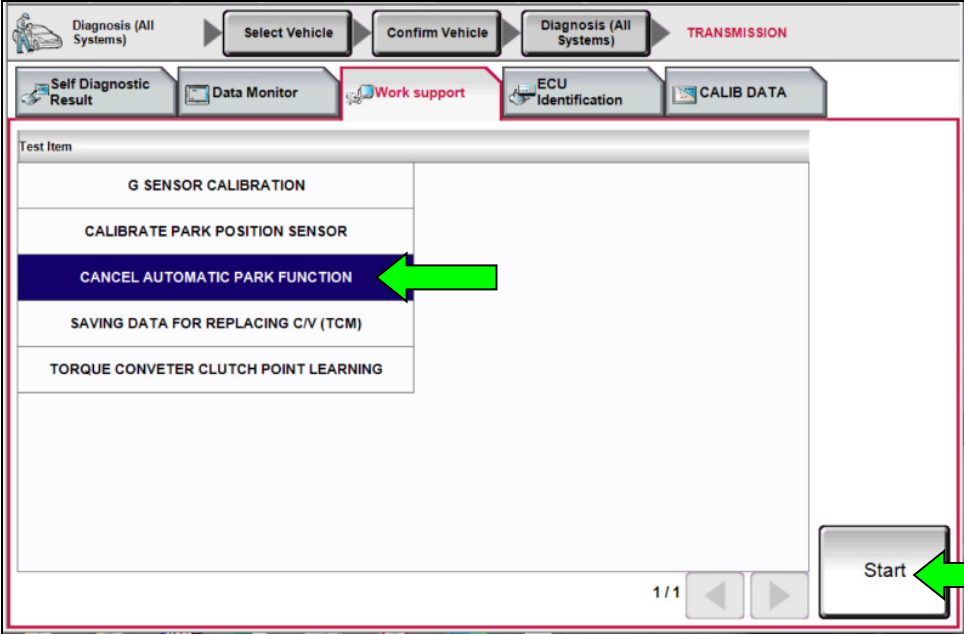 Diagnosis (All
Systems)
Select Vehicle
Confirm Vehicle
Diagnosis (All
Systems)
TRANSMISSION
Self Diagnostic
Result
Data Monitor
Work support
ECU
Identification
CALIB DATA
Test Item
G SENSOR CALIBRATION
CALIBRATE PARK POSITION SENSOR
CANCEL AUTOMATIC PARK FUNCTION
SAVING DATA FOR REPLACING C/V (TCM)
TORQUE CONVETER CLUTCH POINT LEARNING
1/1
Start